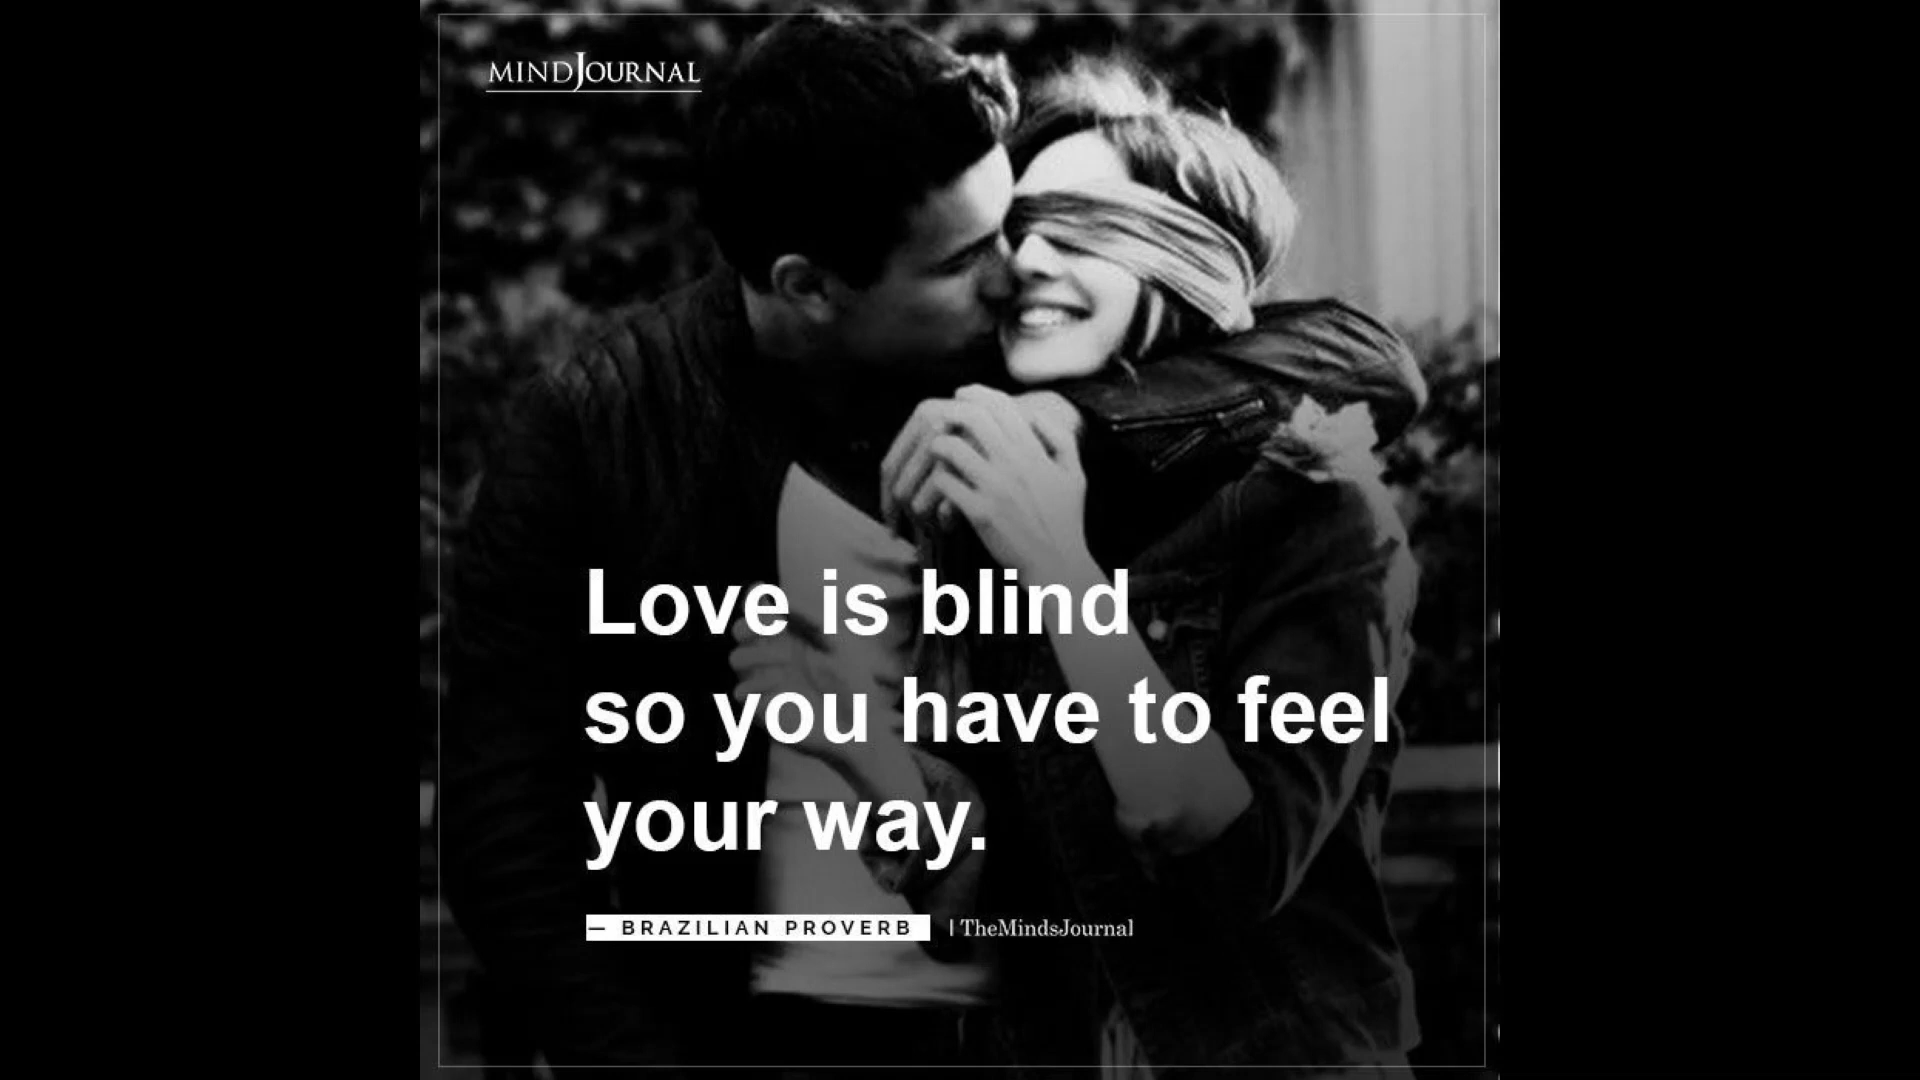 MINDJOURNAL
Love is blind
so you have to feel
your way.
— BRAZILIAN PROVERB | TheMindsJournal